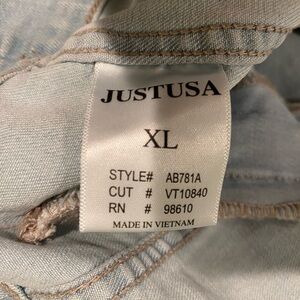 JUSTUSA
XL
STYLE# AB781A
CUT # VT10840
RN # 98610
MADE IN VIETNAM